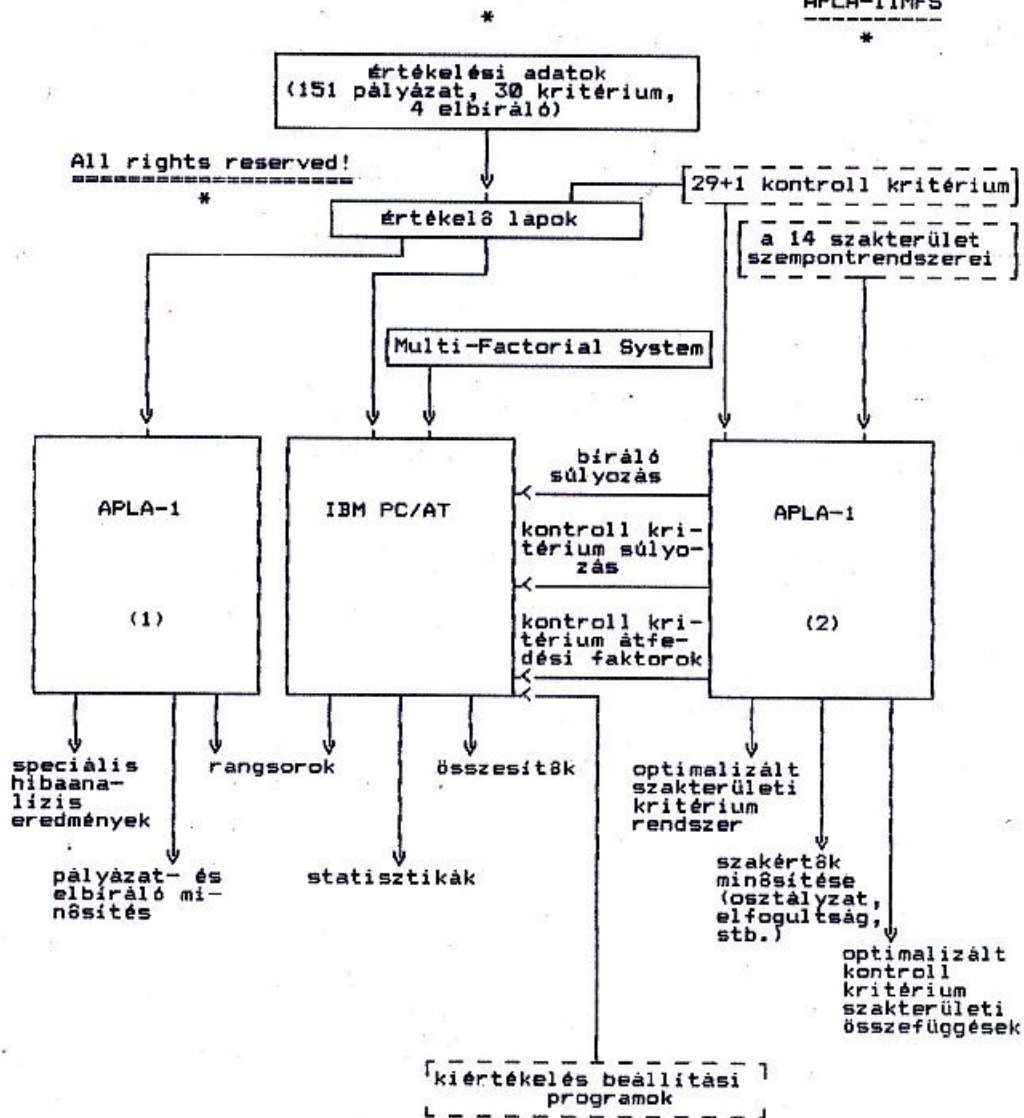 APLA-IIMFS
*
*
értékelési adatok
(151 pályázat, 30 kritérium,
4 elbíráló)
All rights reserved!
*
29+1 kontroll kritérium
értékelő lapok
a 14 szakterület
szempontrendszerei
Multi-Factorial System
APLA-1
(1)
IBM PC/AT
bíráló
súlyozás
kontroll kri-
térium súlyo-
zás
kontroll kri-
térium átfe-
dési faktorok
APLA-1
(2)
speciális
hibaana-
lízis
eredmények
pályázat- és
elbíráló mi-
nősítés
rangsorok
statisztikák
összesítők
optimalizált
szakterületi
kritérium
rendszer
szakértők
minősítése
(osztályzat,
elfogultság,
stb.)
optimalizált
kontroll
kritérium
szakterületi
összefüggések
kiértékelés beállítási
programok